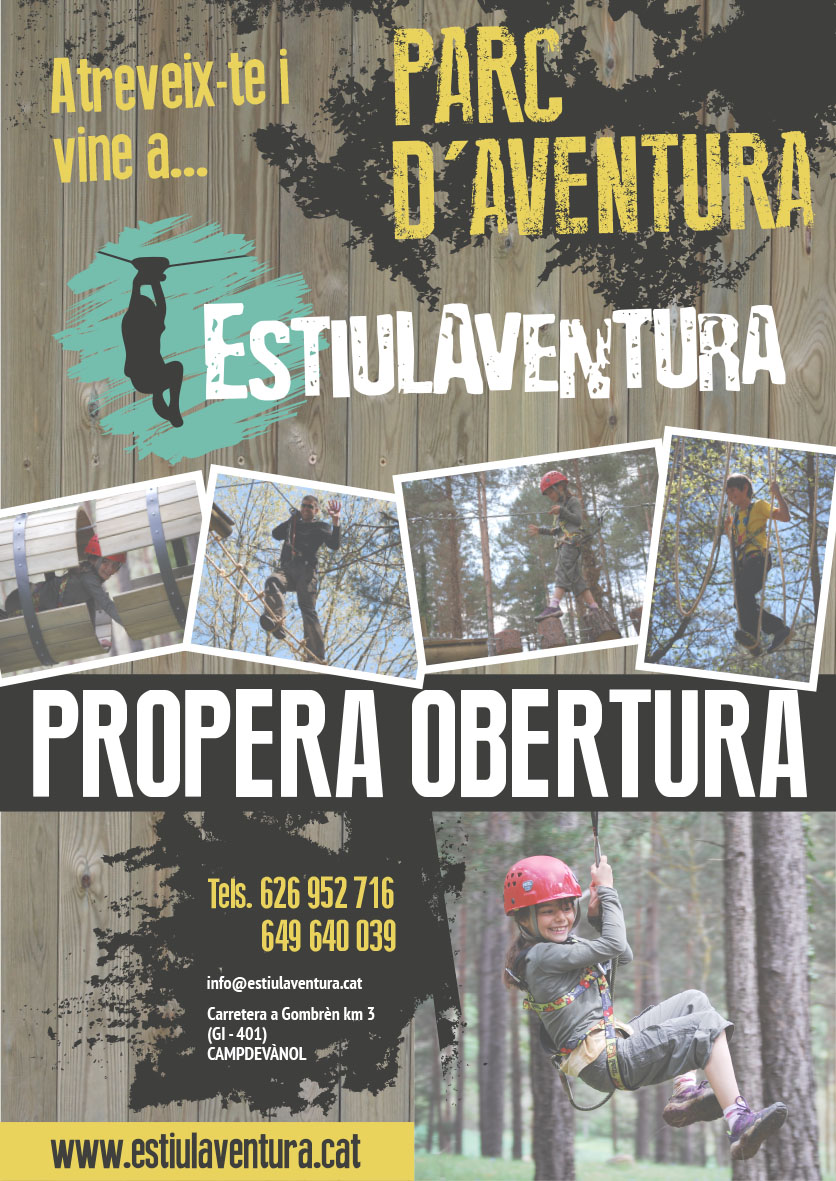 Atreveix-te i
vine a...
PARC
D´AVENTURA
ESTIULAVENTURA
PROPERA OBERTURA
Tels. 626 952 716
649 640 039
info@estiulaventura.cat
Carretera a Gombrèn km 3
(GI - 401)
CAMPDEVÀNOL
www.estiulaventura.cat